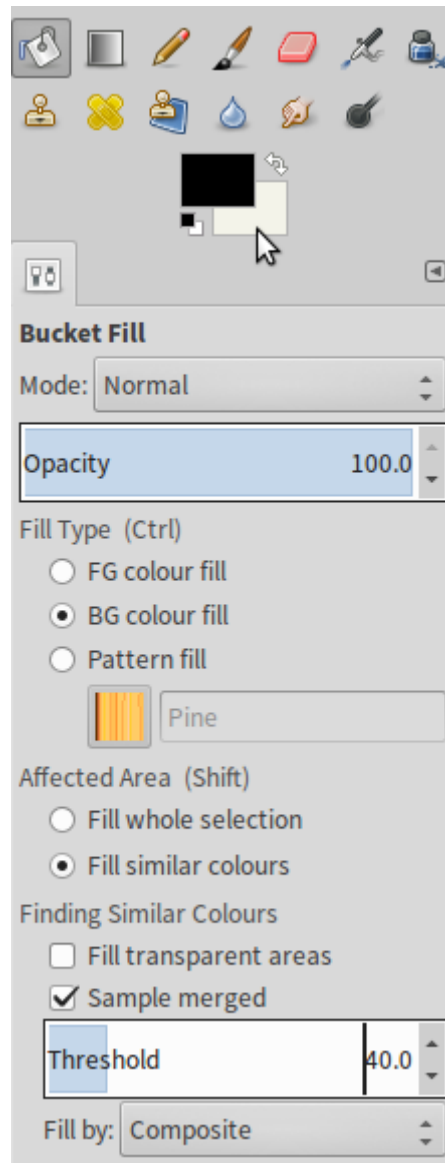 Bucket Fill
Mode: Normal
Opacity 100.0
Fill Type (Ctrl)
FG colour fill
BG colour fill
Pattern fill
Pine
Affected Area (Shift)
Fill whole selection
Fill similar colours
Finding Similar Colours
Fill transparent areas
Sample merged
Threshold 40.0
Fill by: Composite